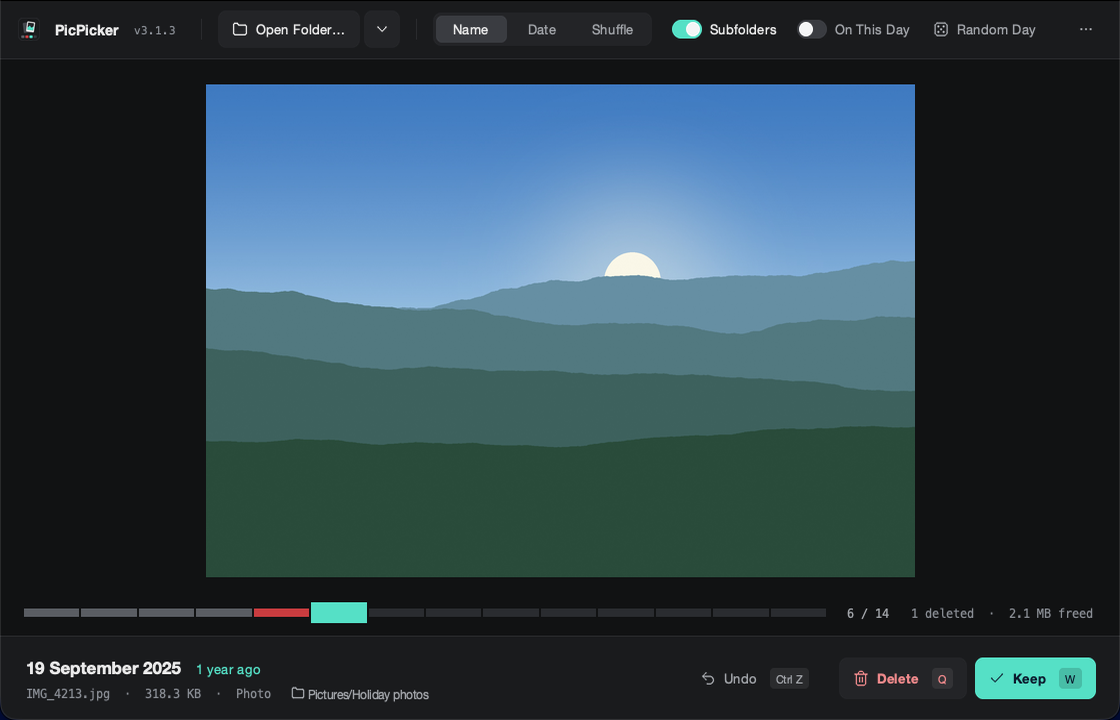 PicPicker v3.1.3 Open Folder... Name Date Shuffle Subfolders On This Day Random Day ...
6 / 14 1 deleted · 2.1 MB freed
19 September 2025 1 year ago
IMG_4213.jpg · 318.3 KB · Photo Pictures/Holiday photos
Undo Ctrl Z Delete Q Keep W